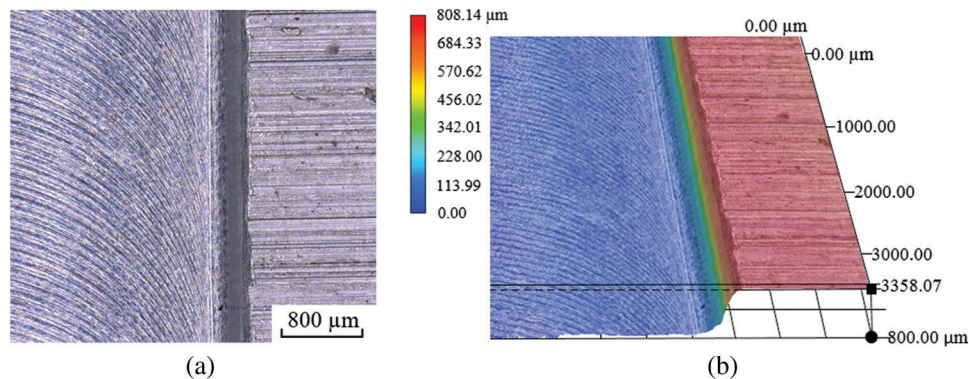 800 µm
(a)
808.14 µm
684.33
570.62
456.02
342.01
228.00
113.99
0.00
0.00 µm
0.00 µm
1000.00
2000.00
3000.00
3358.07
800.00 µm
(b)